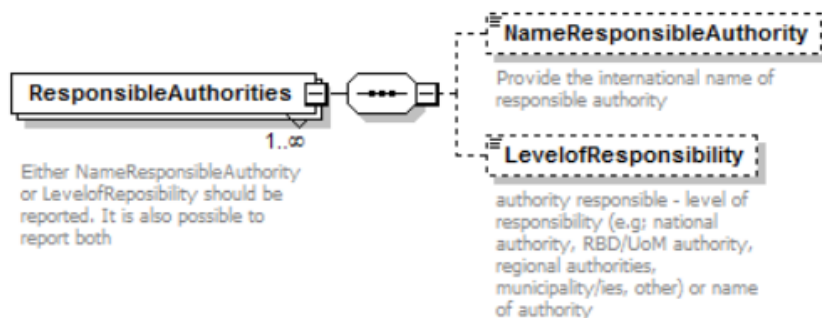 ResponsibleAuthorities
1..∞
Either NameResponsibleAuthority
or LevelofReposibility should be
reported. It is also possible to
report both
NameResponsibleAuthority
Provide the international name of
responsible authority
LevelofResponsibility
authority responsible - level of
responsibility (e.g; national
authority, RBD/UoM authority,
regional authorities,
municipality/ies, other) or name
of authority